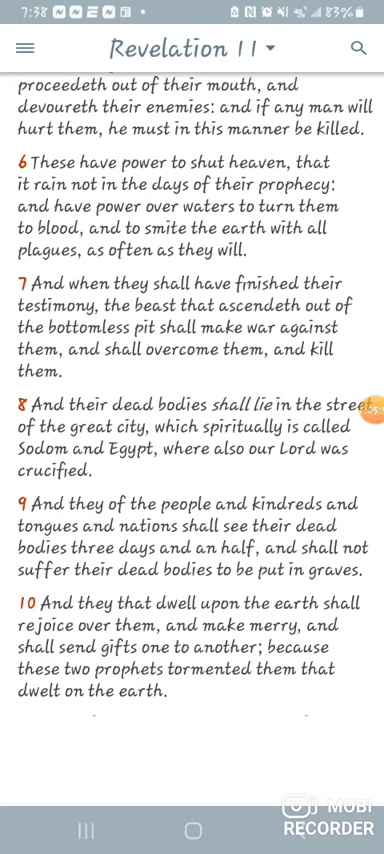 7:38 83%
Revelation 11
proceedeth out of their mouth, and
devoureth their enemies: and if any man will
hurt them, he must in this manner be killed.
6 These have power to shut heaven, that
it rain not in the days of their prophecy:
and have power over waters to turn them
to blood, and to smite the earth with all
plagues, as often as they will.
7 And when they shall have finished their
testimony, the beast that ascendeth out of
the bottomless pit shall make war against
them, and shall overcome them, and kill
them.
8 And their dead bodies shall lie in the street
of the great city, which spiritually is called
Sodom and Egypt, where also our Lord was
crucified.
9 And they of the people and kindreds and
tongues and nations shall see their dead
bodies three days and an half, and shall not
suffer their dead bodies to be put in graves.
10 And they that dwell upon the earth shall
rejoice over them, and make merry, and
shall send gifts one to another; because
these two prophets tormented them that
dwelt on the earth.
MOBI
RECORDER